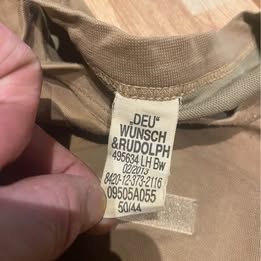 „DEU“
WUNSCH
&RUDOLPH
495634 LH Bw
02/2013
8420-12-373-2116
09505A055
50/44